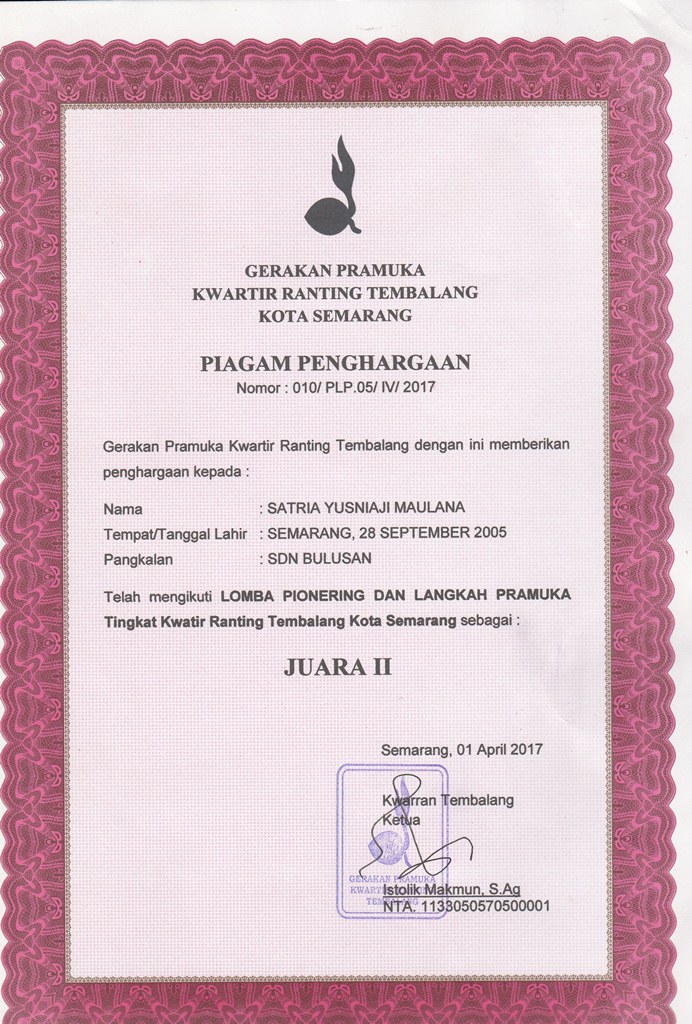 GERAKAN PRAMUKA
KWARTIR RANTING TEMBALANG
KOTA SEMARANG
PIAGAM PENGHARGAAN
Nomor : 010/ PLP.05/ IV/ 2017
Gerakan Pramuka Kwartir Ranting Tembalang dengan ini memberikan
penghargaan kepada :
Nama : SATRIA YUSNIAJI MAULANA
Tempat/Tanggal Lahir : SEMARANG, 28 SEPTEMBER 2005
Pangkalan : SDN BULUSAN
Telah mengikuti LOMBA PIONERING DAN LANGKAH PRAMUKA
Tingkat Kwatir Ranting Tembalang Kota Semarang sebagai :
JUARA II
Semarang, 01 April 2017
Kwarran Tembalang
Ketua
GERAKAN PRAMUKA
Istolik Makmun, S.Ag
TEMBALANG
NTA. 1133050570500001